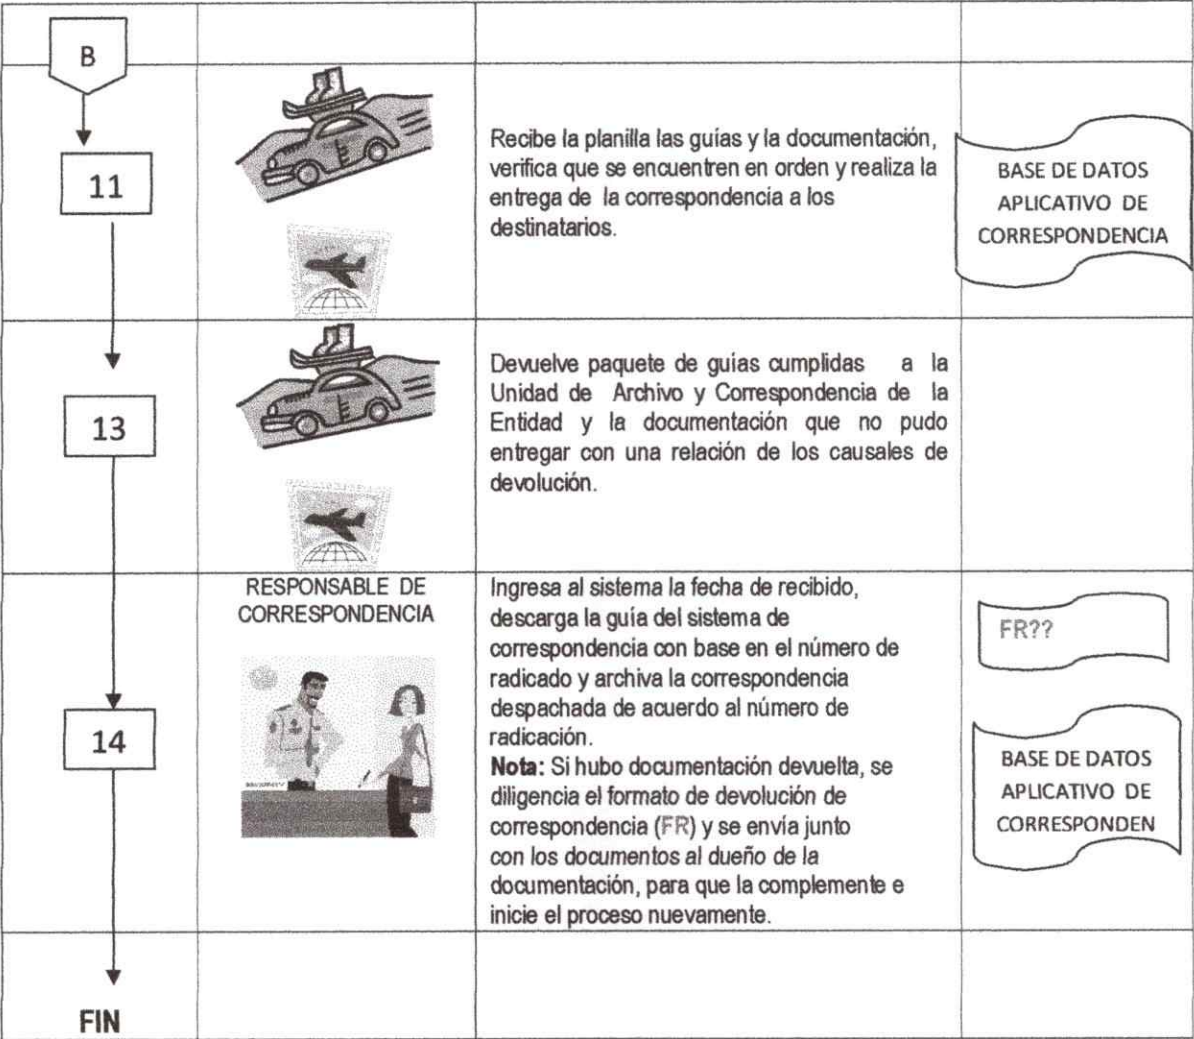 B
11
Recibe la planilla las guías y la documentación,
verifica que se encuentren en orden y realiza la
entrega de la correspondencia a los
destinatarios.
BASE DE DATOS
APLICATIVO DE
CORRESPONDENCIA
13
Devuelve paquete de guías cumplidas a la
Unidad de Archivo y Correspondencia de la
Entidad y la documentación que no pudo
entregar con una relación de los causales de
devolución.
14
RESPONSABLE DE
CORRESPONDENCIA
Ingresa al sistema la fecha de recibido,
descarga la guía del sistema de
correspondencia con base en el número de
radicado y archiva la correspondencia
despachada de acuerdo al número de
radicación.
Nota: Si hubo documentación devuelta, se
diligencia el formato de devolución de
correspondencia (FR) y se envía junto
con los documentos al dueño de la
documentación, para que la complemente e
inicie el proceso nuevamente.
FR??
BASE DE DATOS
APLICATIVO DE
CORRESPONDEN
FIN